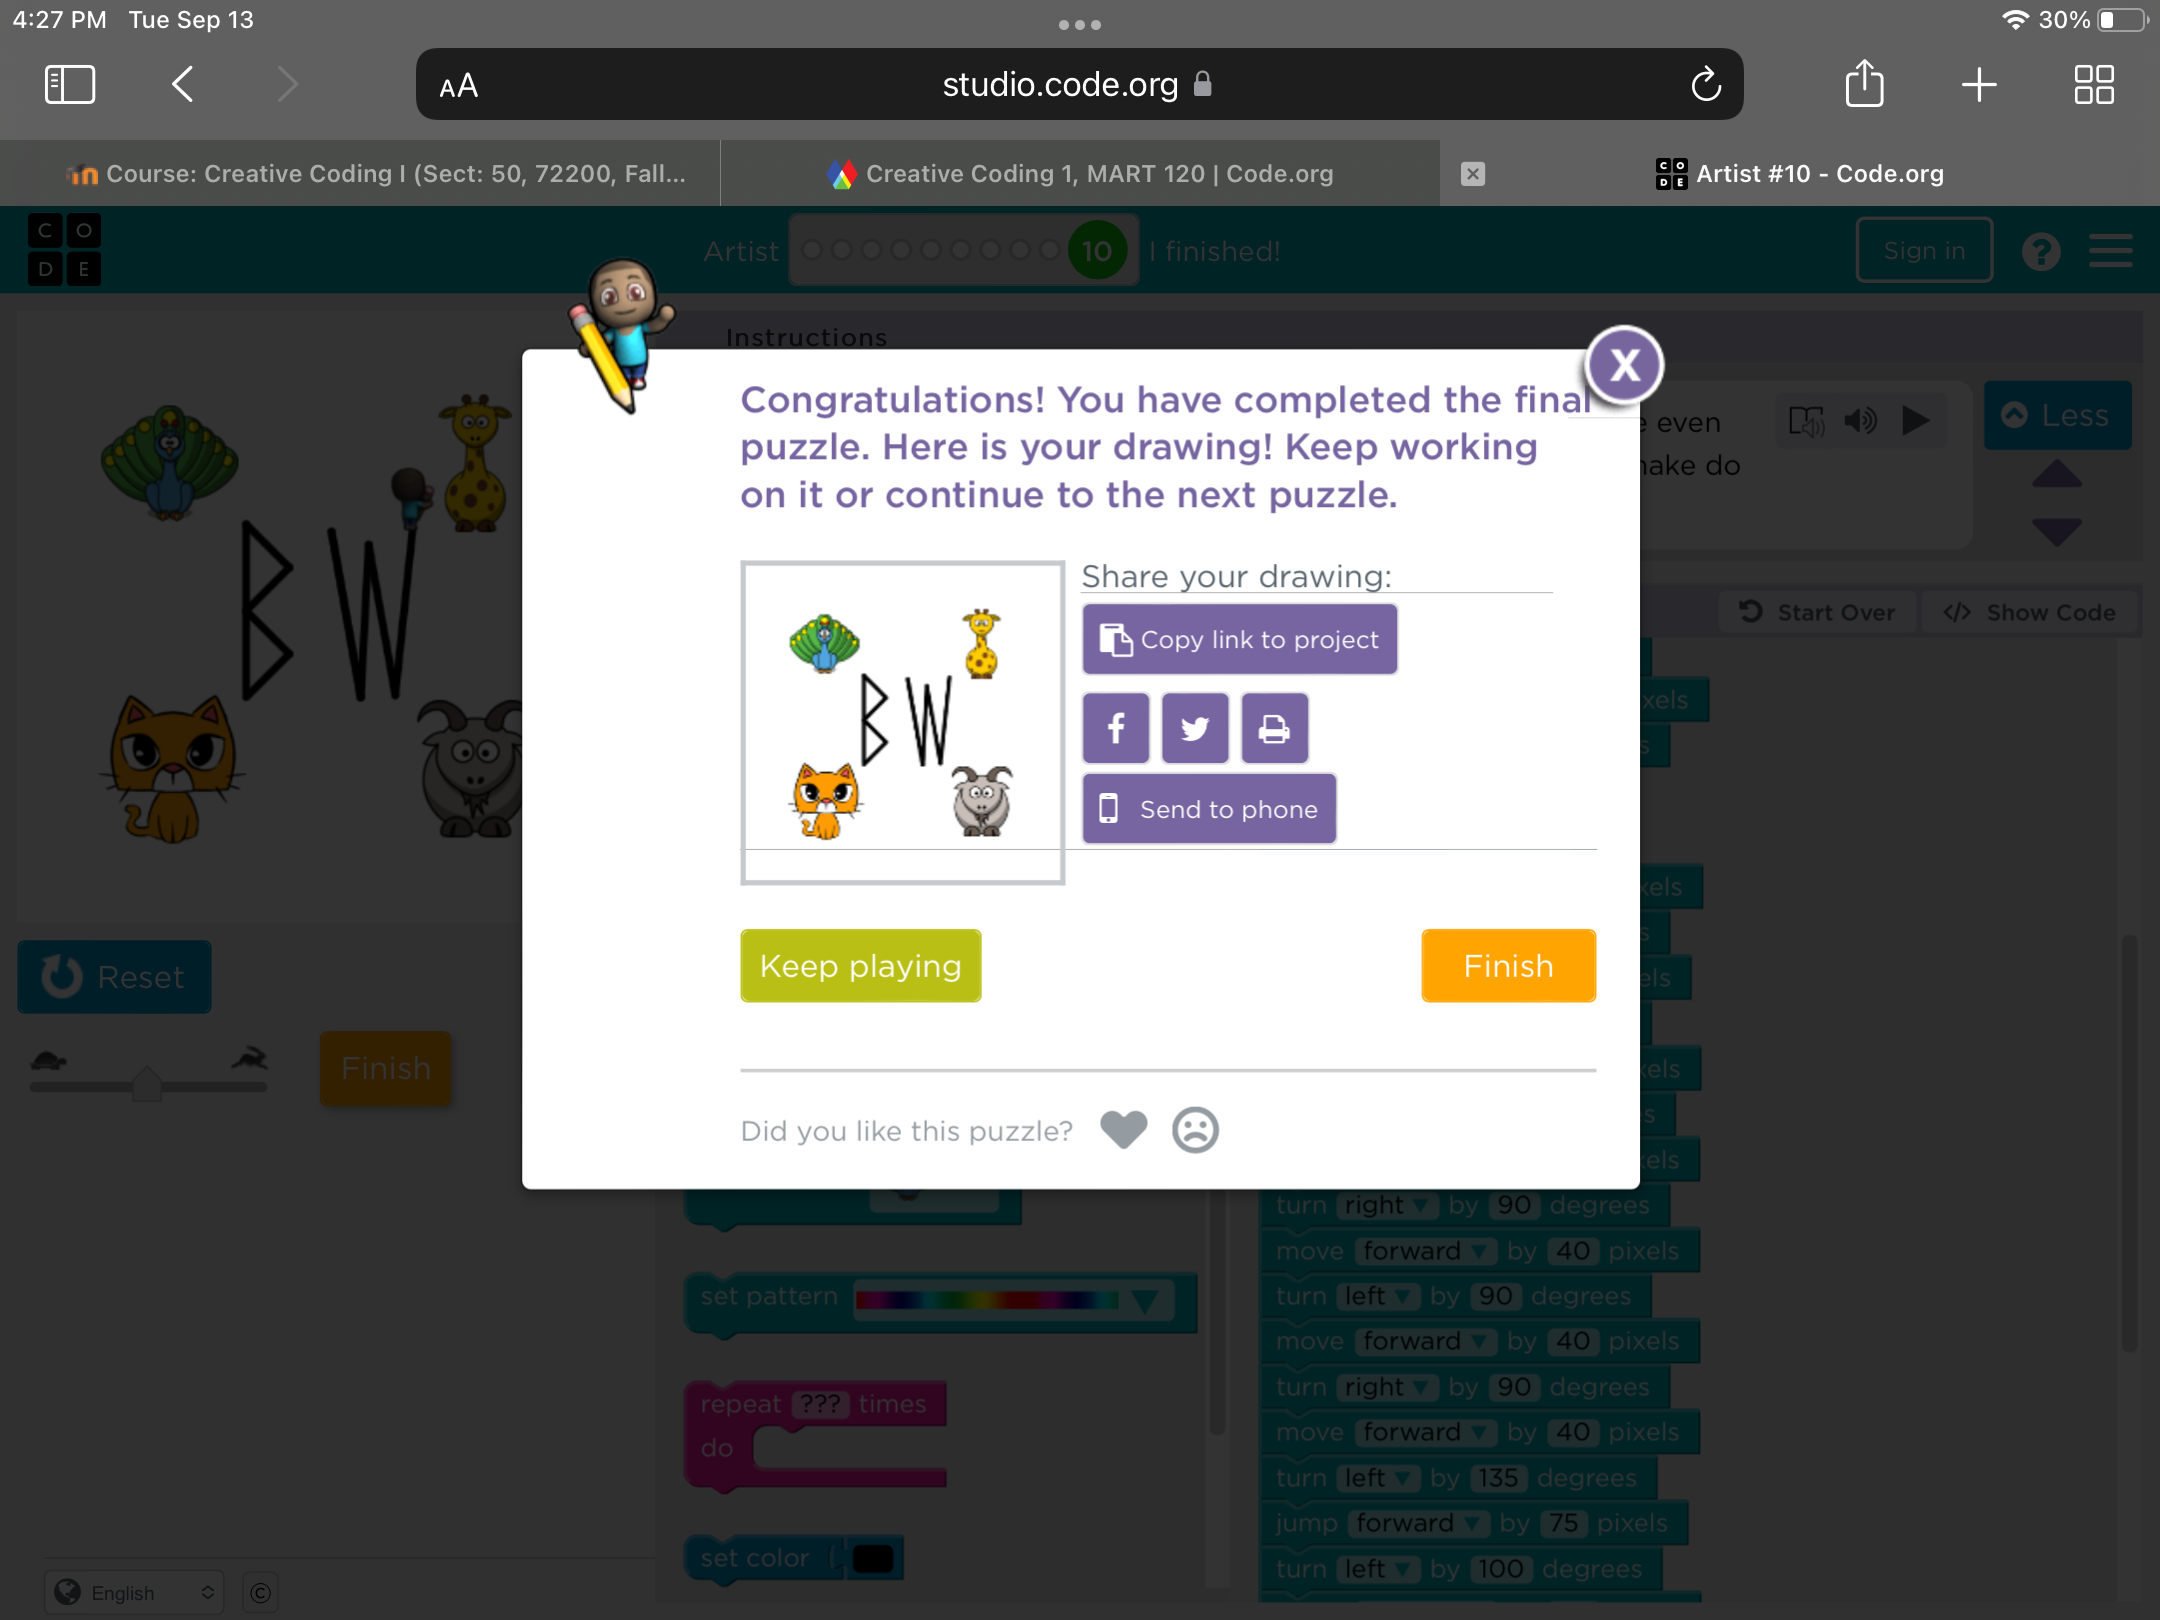 4:27 PM Tue Sep 13
30%
AA
studio.code.org
Course: Creative Coding I (Sect: 50, 72200, Fall...
Creative Coding 1, MART 120 | Code.org
C O
D E
Artist #10 - Code.org
C O
D E
Artist
10
I finished!
Sign in
?
Instructions
X
Congratulations! You have completed the final
puzzle. Here is your drawing! Keep working
on it or continue to the next puzzle.
even
make do
Less
B W
B W
Share your drawing:
Copy link to project
f
Send to phone
Start Over
</> Show Code
Keep playing
Finish
Reset
Finish
Did you like this puzzle?
turn right by 90 degrees
move forward by 40 pixels
turn left by 90 degrees
move forward by 40 pixels
turn right by 90 degrees
move forward by 40 pixels
turn left by 135 degrees
jump forward by 75 pixels
turn left by 100 degrees
set pattern
repeat ??? times
do
set color
English
©